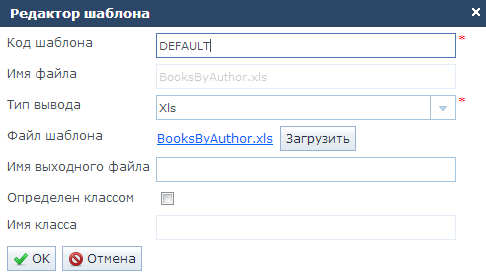 Редактор шаблона
Код шаблона DEFAULT *
Имя файла BooksByAuthor.xls
Тип вывода Xls *
Файл шаблона BooksByAuthor.xls Загрузить
Имя выходного файла
Определен классом
Имя класса
OK Отмена